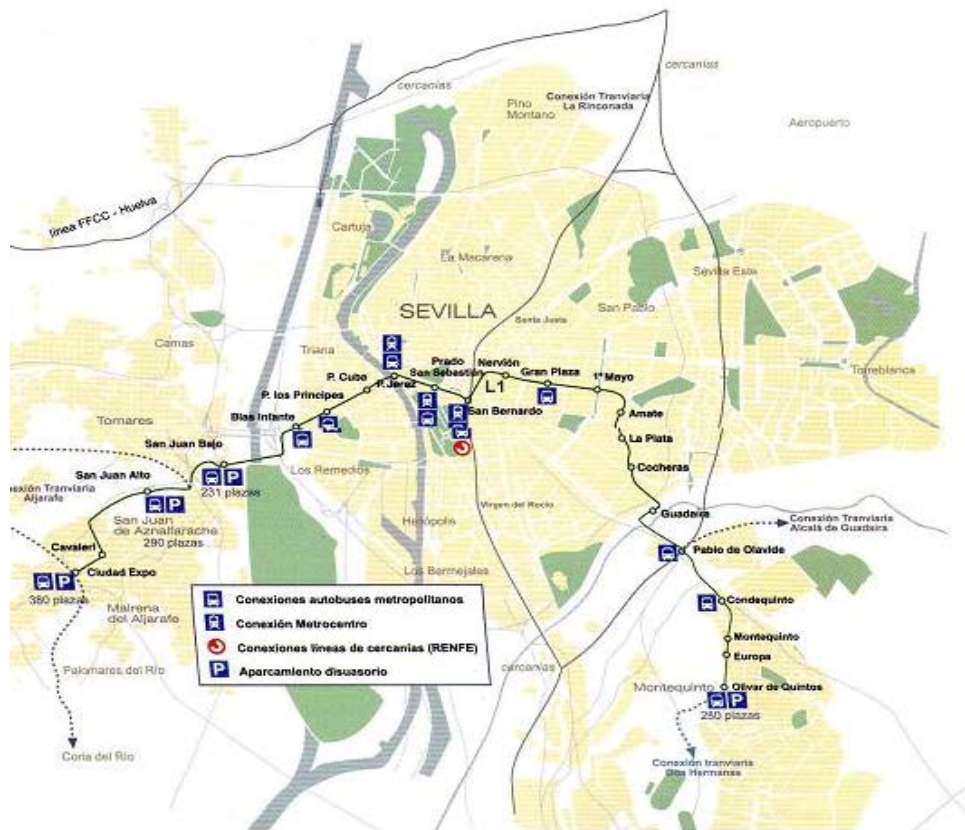 cercanías
cercanías
Conexión Tranviaria
La Rinconada
Pino
Montano
Aeropuerto
línea FFCC - Huelva
Cartuja
La Macarena
Sevilla Este
SEVILLA
San Pablo
Santa Justa
Camas
Triana
Torreblanca
Prado
San Sebastián
Nervión
Gran Plaza
1º Mayo
P. Cuba
P. Jerez
L1
P. los Principes
San Bernardo
Blas Infante
Amate
Tomares
La Plata
San Juan Bajo
Los Remedios
Cocheras
San Juan Alto
231 plazas
exión Tranviaria
Aljarafe
Virgen del Rocío
Guadaira
San Juan
de Aznalfarache
290 plazas
Heliópolis
Conexión Tranviaria
Alcalá de Guadaira
Cavaleri
Pablo de Olavide
Ciudad Expo
Los Bermejales
380 plazas
Mairena
del Aljarafe
Condequinto
Conexiones autobuses metropolitanos
Conexión Metrocentro
Conexiones líneas de cercanías (RENFE)
P Aparcamiento disuasorio
Montequinto
Europa
cercanías
Palomares del Río
Montequinto
Olivar de Quintos
250 plazas
Coria del Río
Conexión tranviaria
Dos Hermanas